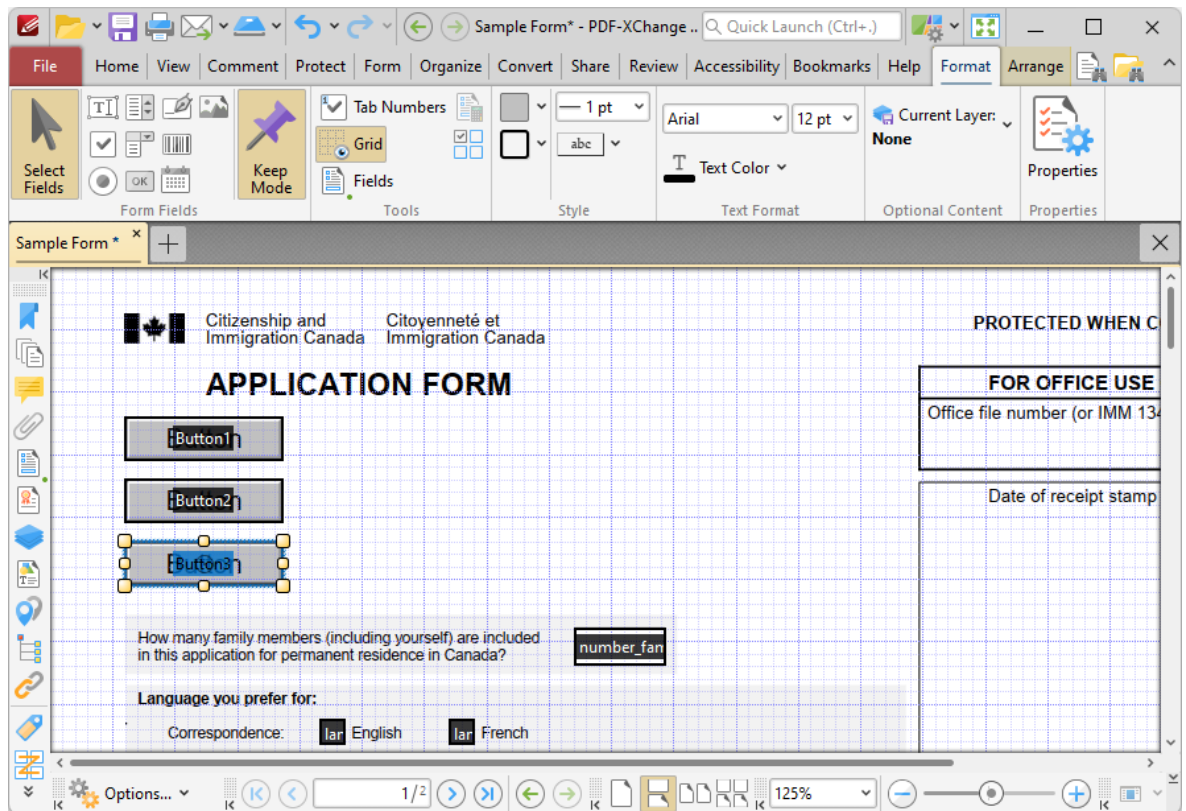 Sample Form* - PDF-XChange ..
Quick Launch (Ctrl+.)
File Home View Comment Protect Form Organize Convert Share Review Accessibility Bookmarks Help Format Arrange
Select Fields
OK
Keep Mode
Form Fields
Tab Numbers
Grid
Fields
Tools
1 pt
abc
Style
Arial
12 pt
T Text Color
Text Format
Current Layer:
None
Optional Content
Properties
Properties
Sample Form *
Citizenship and
Immigration Canada
Citoyenneté et
Immigration Canada
PROTECTED WHEN C
APPLICATION FORM
FOR OFFICE USE
Office file number (or IMM 134
Button1
Button2
Date of receipt stamp
Button3
How many family members (including yourself) are included
in this application for permanent residence in Canada?
number_fam
Language you prefer for:
Correspondence:
lan English
lan French
Options...
1/2
125%